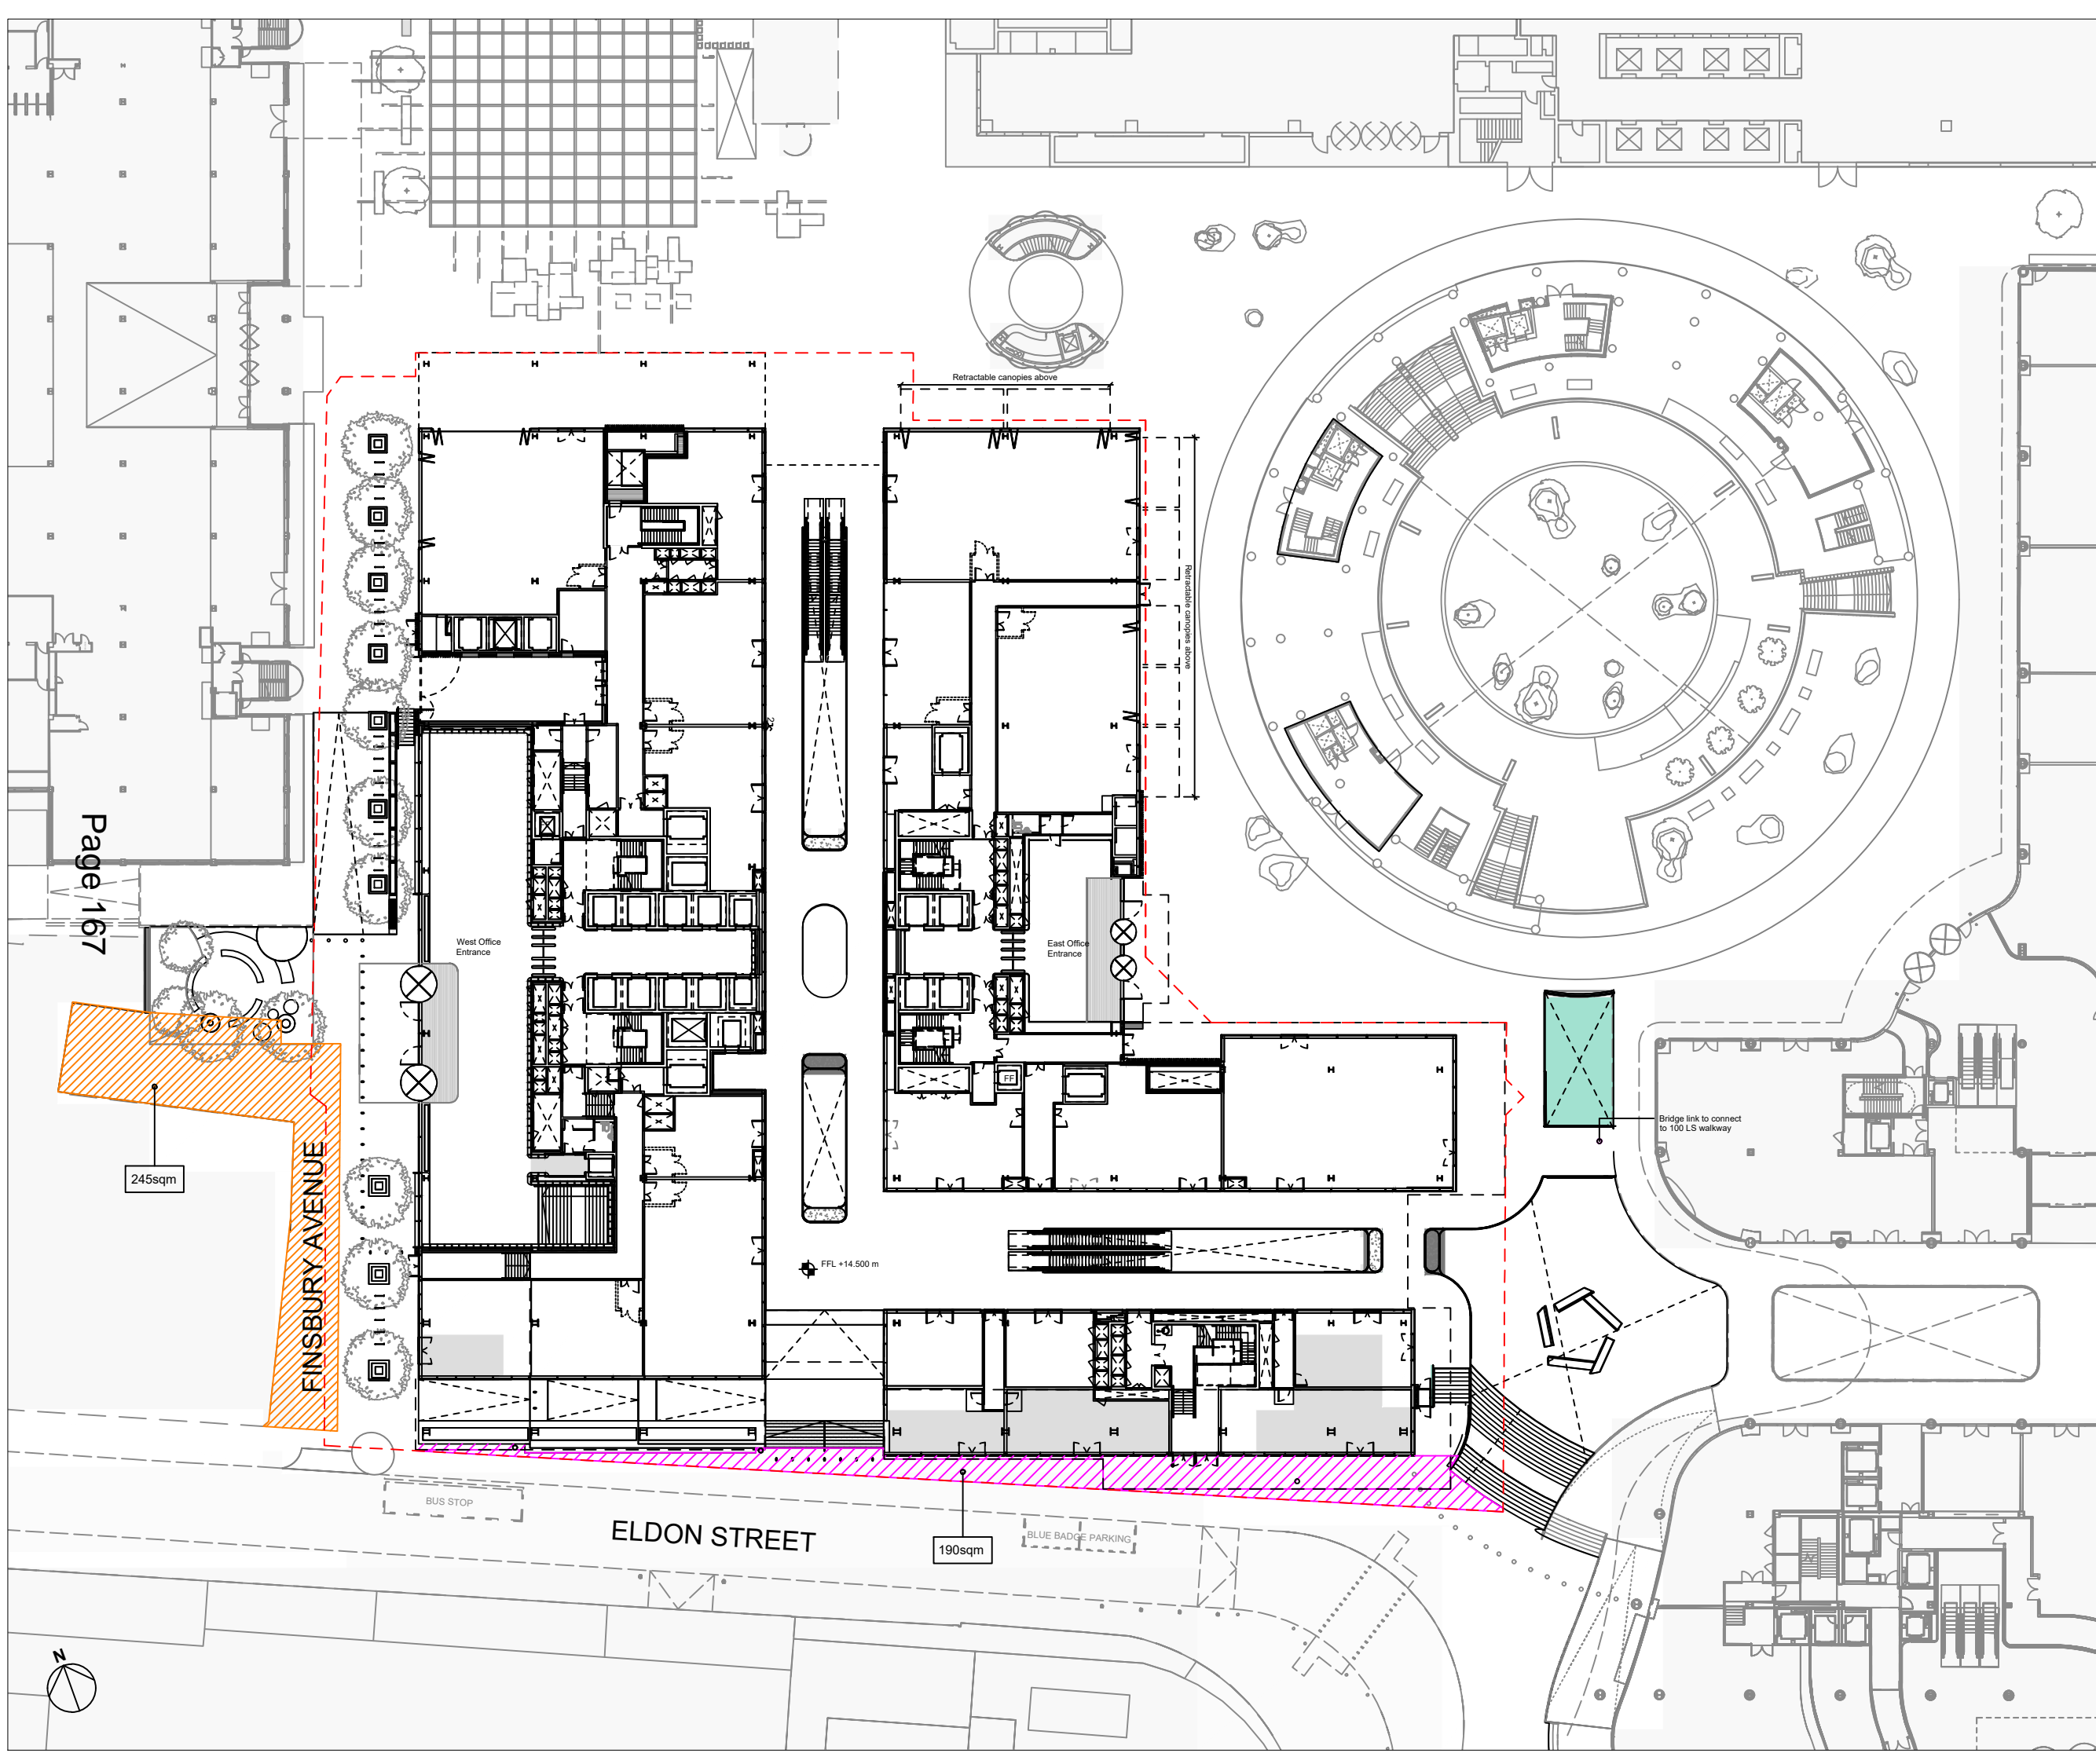 Retractable canopies above
Retractable canopies above
Page 167
West Office
Entrance
East Office
Entrance
FF
Bridge link to connect
to 100 LS walkway
245sqm
FINSBURY AVENUE
FFL +14.500 m
BUS STOP
ELDON STREET
190sqm
BLUE BADGE PARKING
N